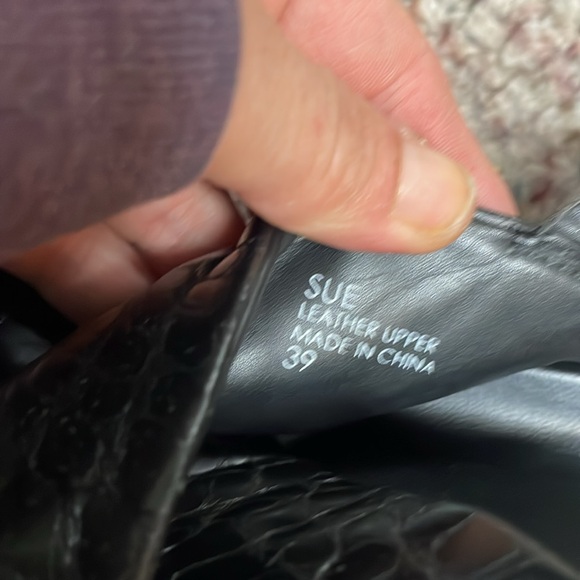 SUE
LEATHER UPPER
MADE IN CHINA
39